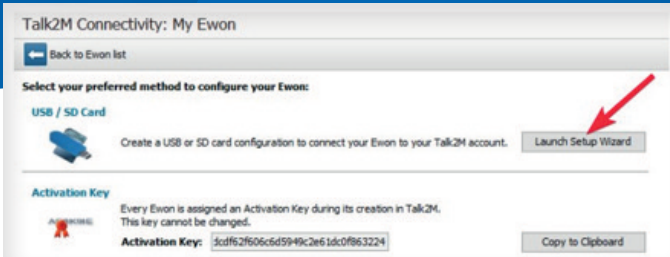 Talk2M Connectivity: My Ewon
Back to Ewon list
Select your preferred method to configure your Ewon:
USB / SD Card
Create a USB or SD card configuration to connect your Ewon to your Talk2M account.
Launch Setup Wizard
Activation Key
Every Ewon is assigned an Activation Key during its creation in Talk2M.
This key cannot be changed.
Activation Key:
Copy to Clipboard